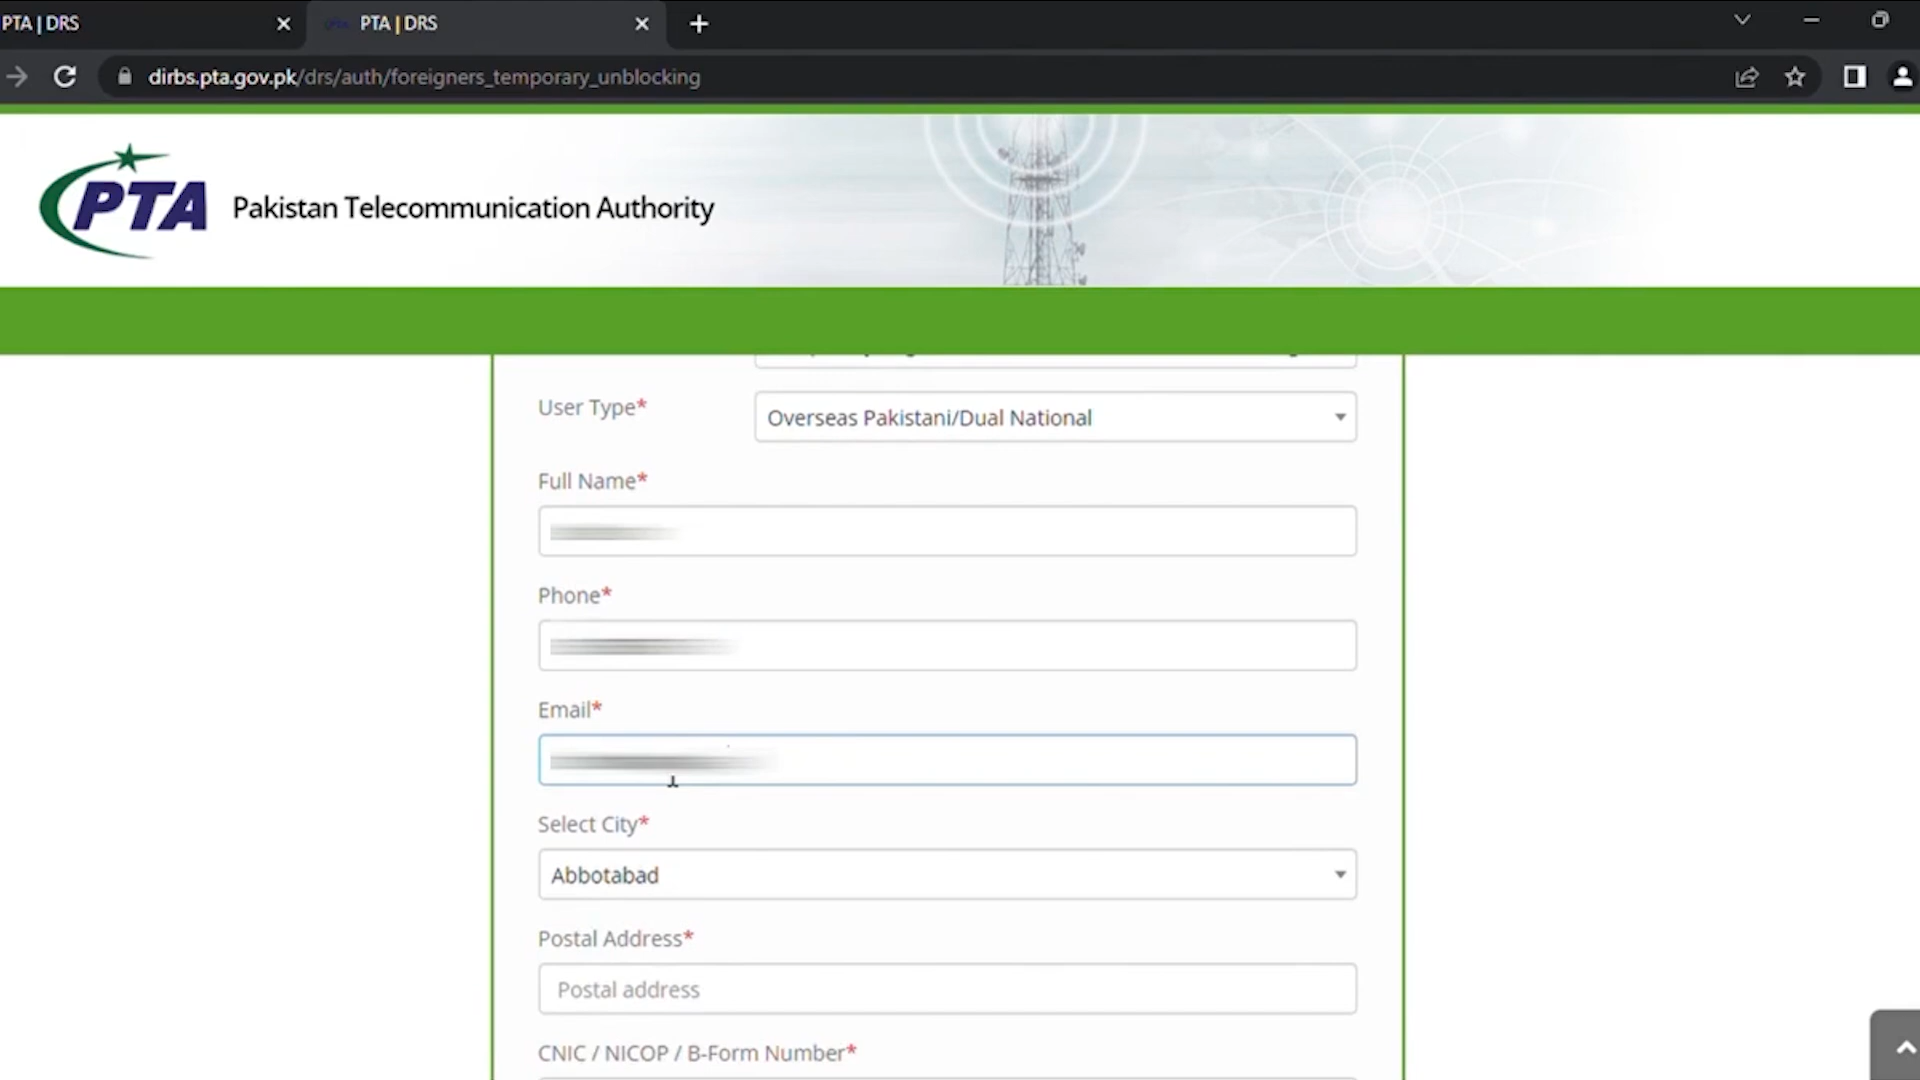 PTA | DRS
PTA | DRS
dirbs.pta.gov.pk/drs/auth/foreigners_temporary_unblocking
PTA
Pakistan Telecommunication Authority
User Type*
Overseas Pakistani/Dual National
Full Name*
Phone*
Email*
Select City*
Abbotabad
Postal Address*
Postal address
CNIC / NICOP / B-Form Number*